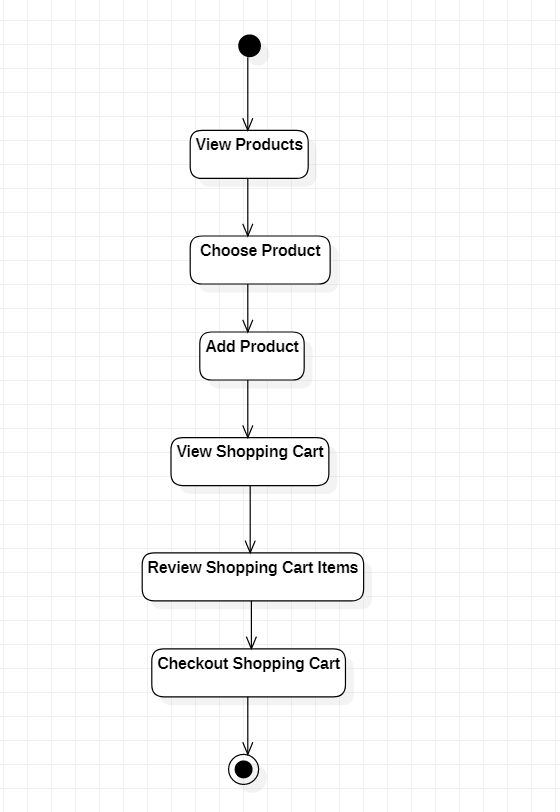 View Products
Choose Product
Add Product
View Shopping Cart
Review Shopping Cart Items
Checkout Shopping Cart